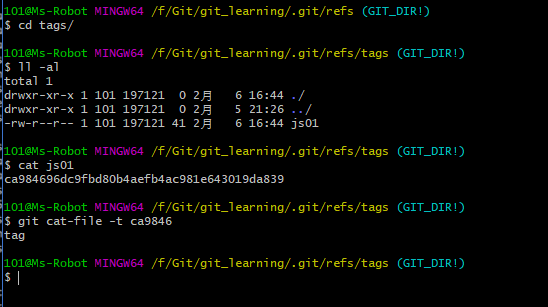 101@Ms-Robot MINGW64 /f/Git/git_learning/.git/refs (GIT_DIR!)
$ cd tags/
101@Ms-Robot MINGW64 /f/Git/git_learning/.git/refs/tags (GIT_DIR!)
$ ll -al
total 1
drwxr-xr-x 1 101 197121  0 2月   6 16:44 ./
drwxr-xr-x 1 101 197121  0 2月   5 21:26 ../
-rw-r--r-- 1 101 197121 41 2月   6 16:44 js01
101@Ms-Robot MINGW64 /f/Git/git_learning/.git/refs/tags (GIT_DIR!)
$ cat js01
ca984696dc9fbd80b4aefb4ac981e643019da839
101@Ms-Robot MINGW64 /f/Git/git_learning/.git/refs/tags (GIT_DIR!)
$ git cat-file -t ca9846
tag
101@Ms-Robot MINGW64 /f/Git/git_learning/.git/refs/tags (GIT_DIR!)
$